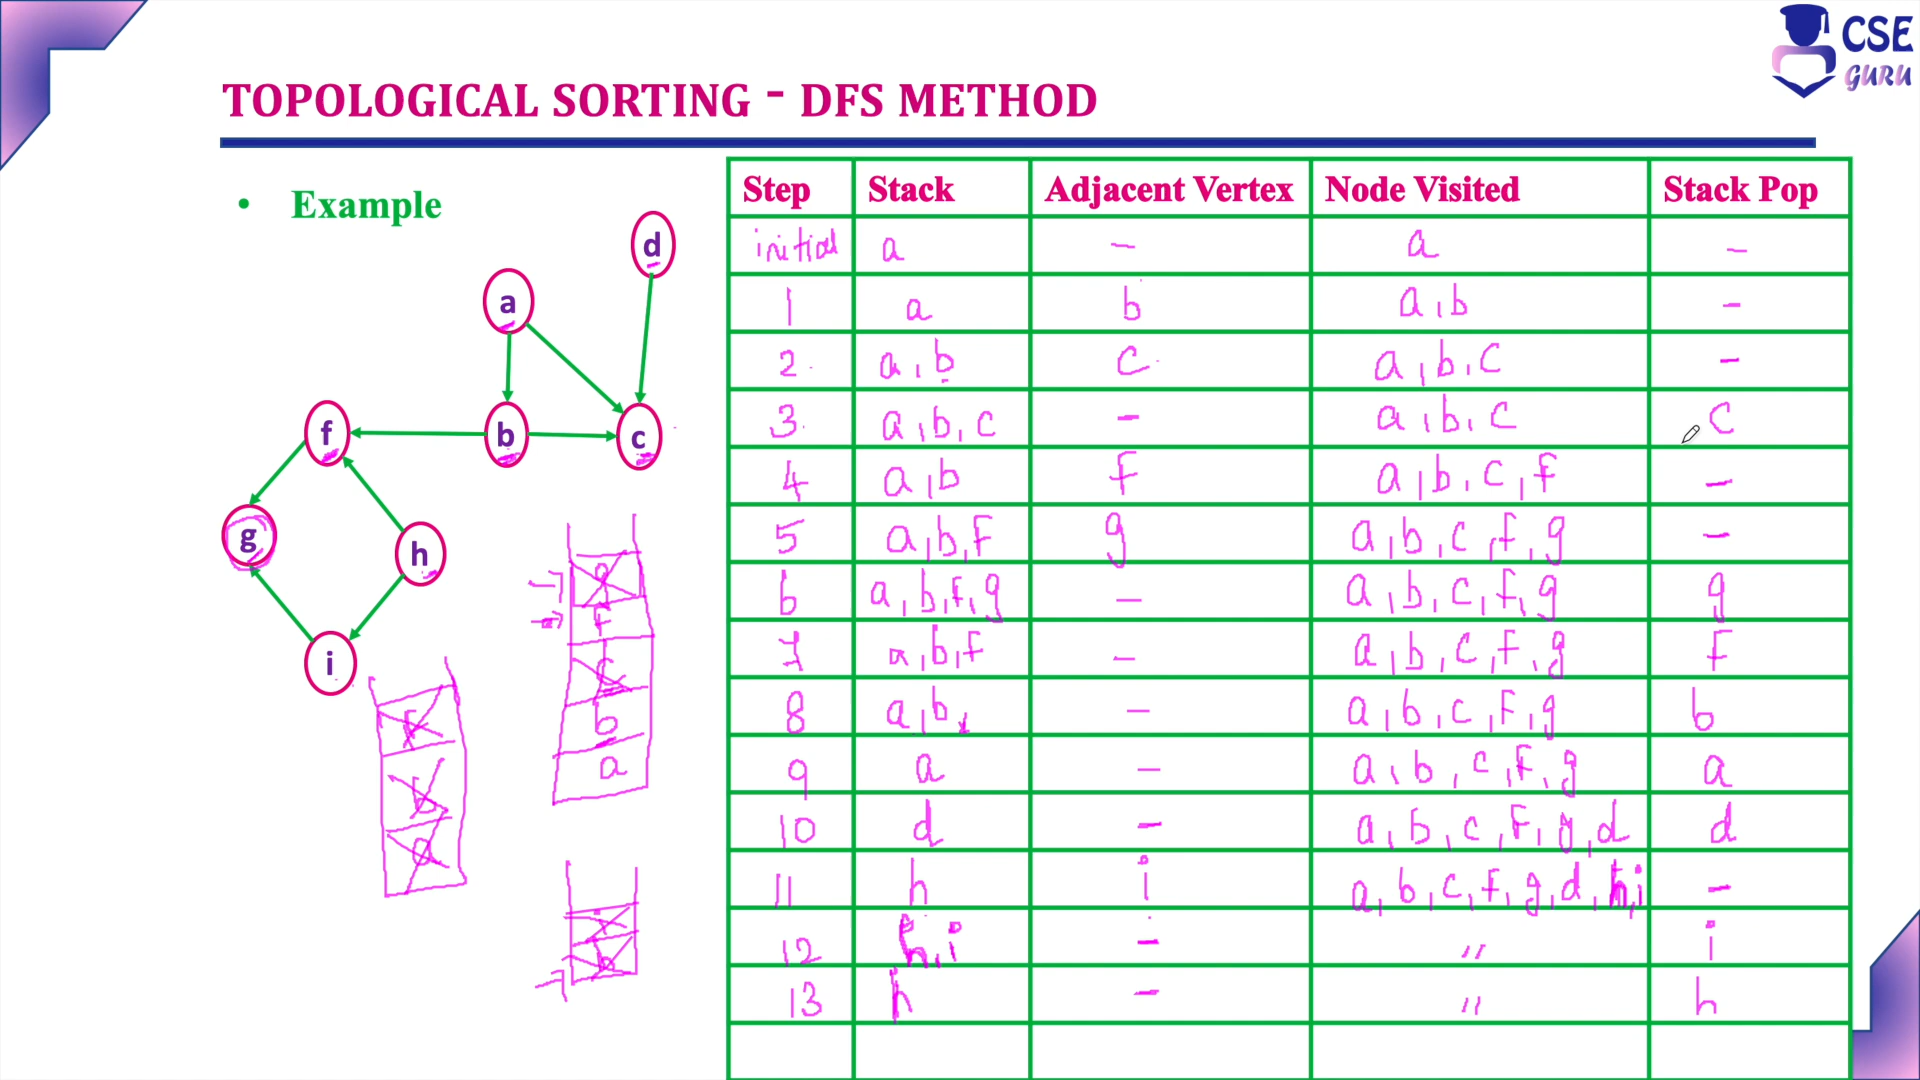 CSE
GURU
TOPOLOGICAL SORTING - DFS METHOD
• Example
d
a
f
b
c
g
h
i
Step Stack Adjacent Vertex Node Visited Stack Pop
initial a – a –
1 a b a, b –
2 a, b c a, b, c –
3 a, b, c – a, b, c c
4 a, b f a, b, c, f –
5 a, b, f g a, b, c, f, g –
6 a, b, f, g – a, b, c, f, g g
7 a, b, f – a, b, c, f, g f
8 a, b, – a, b, c, f, g b
9 a – a, b, c, f, g a
10 d – a, b, c, f, g, d d
11 h i a, b, c, f, g, d, h, i –
12 h, i – " i
13 h – " h
f
b
a